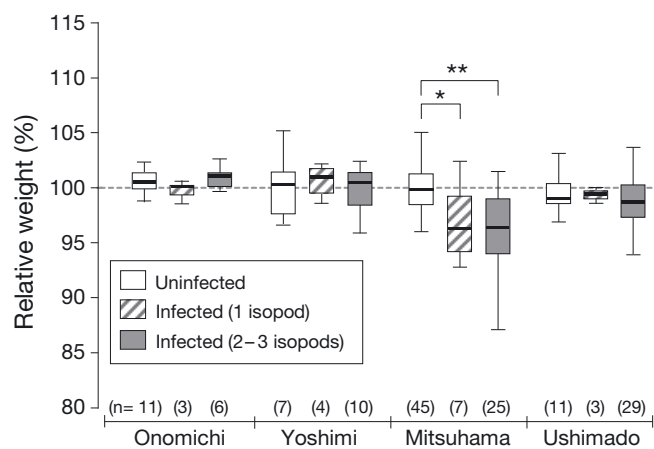 115
110
105
100
95
90
85
80
Relative weight (%)
**
*
Uninfected
Infected (1 isopod)
Infected (2–3 isopods)
(n= 11) (3) (6) (7) (4) (10) (45) (7) (25) (11) (3) (29)
Onomichi Yoshimi Mitsuhama Ushimado